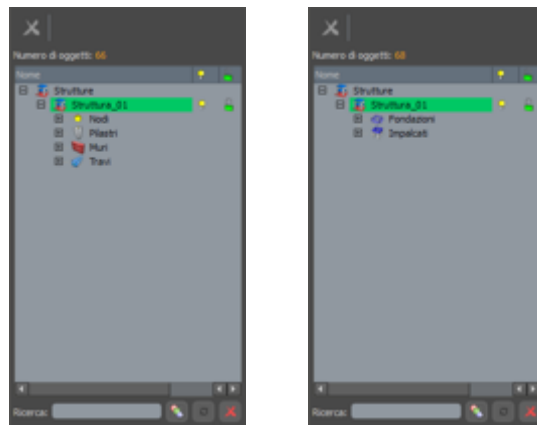 Numero di oggetti: 66
Nome
Strutture
Struttura_01
Nodi
Pilastri
Muri
Travi
Ricerca:
Numero di oggetti: 68
Nome
Strutture
Struttura_01
Fondazioni
Impalcati
Ricerca: